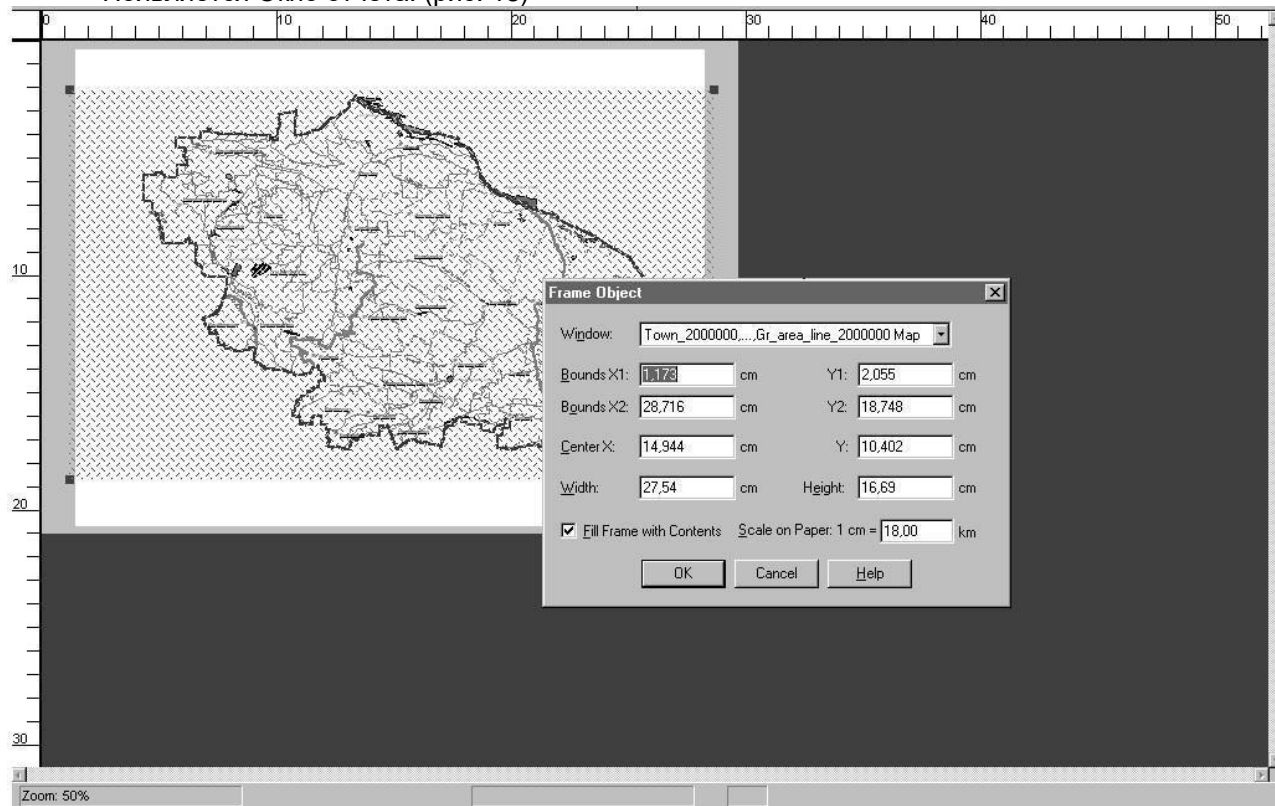 0 10 20 30 40 50
Frame Object
Window: Town_2000000,...,Gr_area_line_2000000 Map
10
Bounds X1: 1,173 cm Y1: 2,055 cm
Bounds X2: 28,716 cm Y2: 18,748 cm
Center X: 14,944 cm Y: 10,402 cm
Width: 27,54 cm Height: 16,69 cm
20
Fill Frame with Contents Scale on Paper: 1 cm = 18,00 km
OK Cancel Help
30
Zoom: 50%